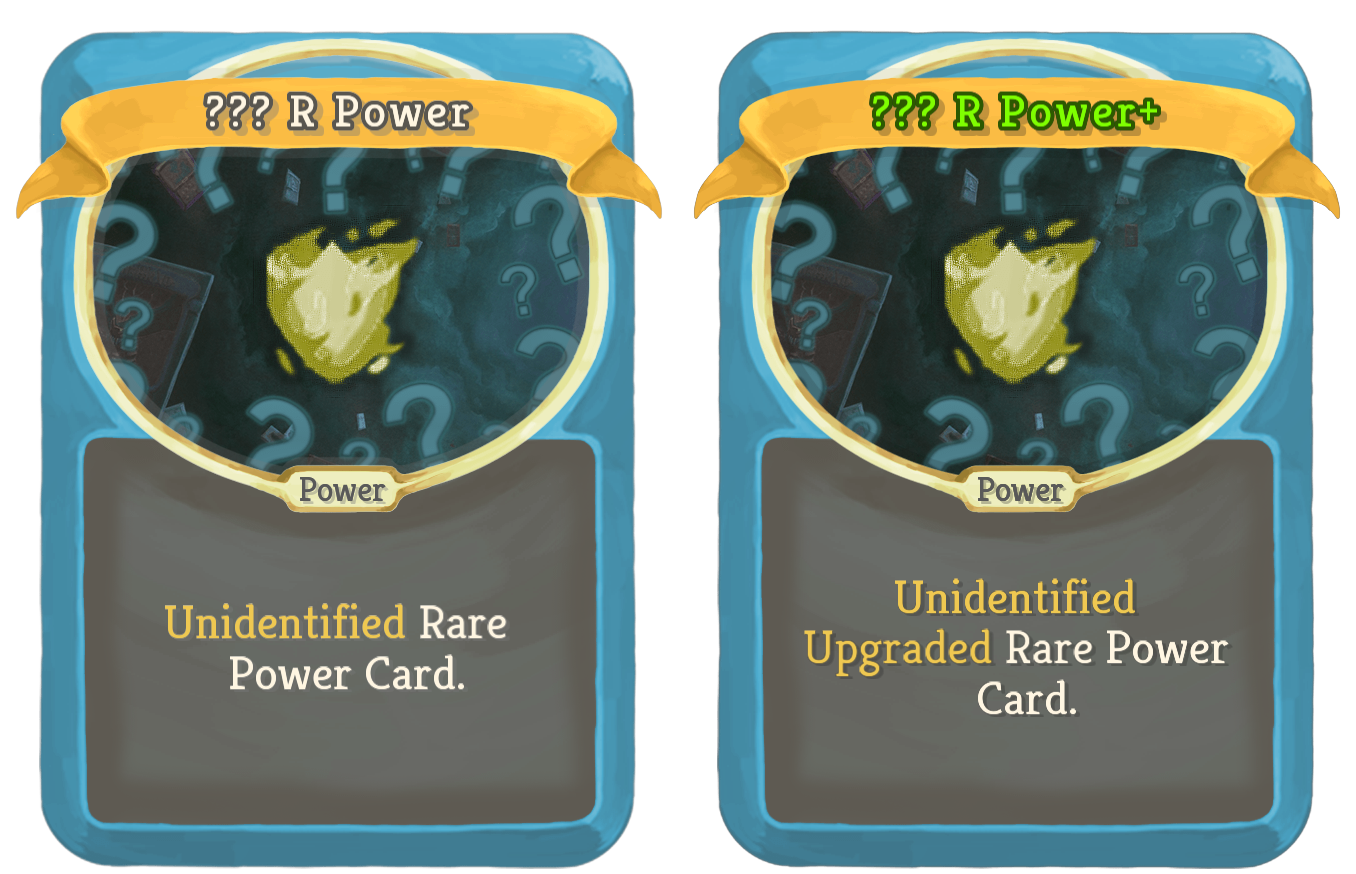 ??? R Power
Power
Unidentified Rare
Power Card.
??? R Power+
Power
Unidentified
Upgraded Rare Power
Card.